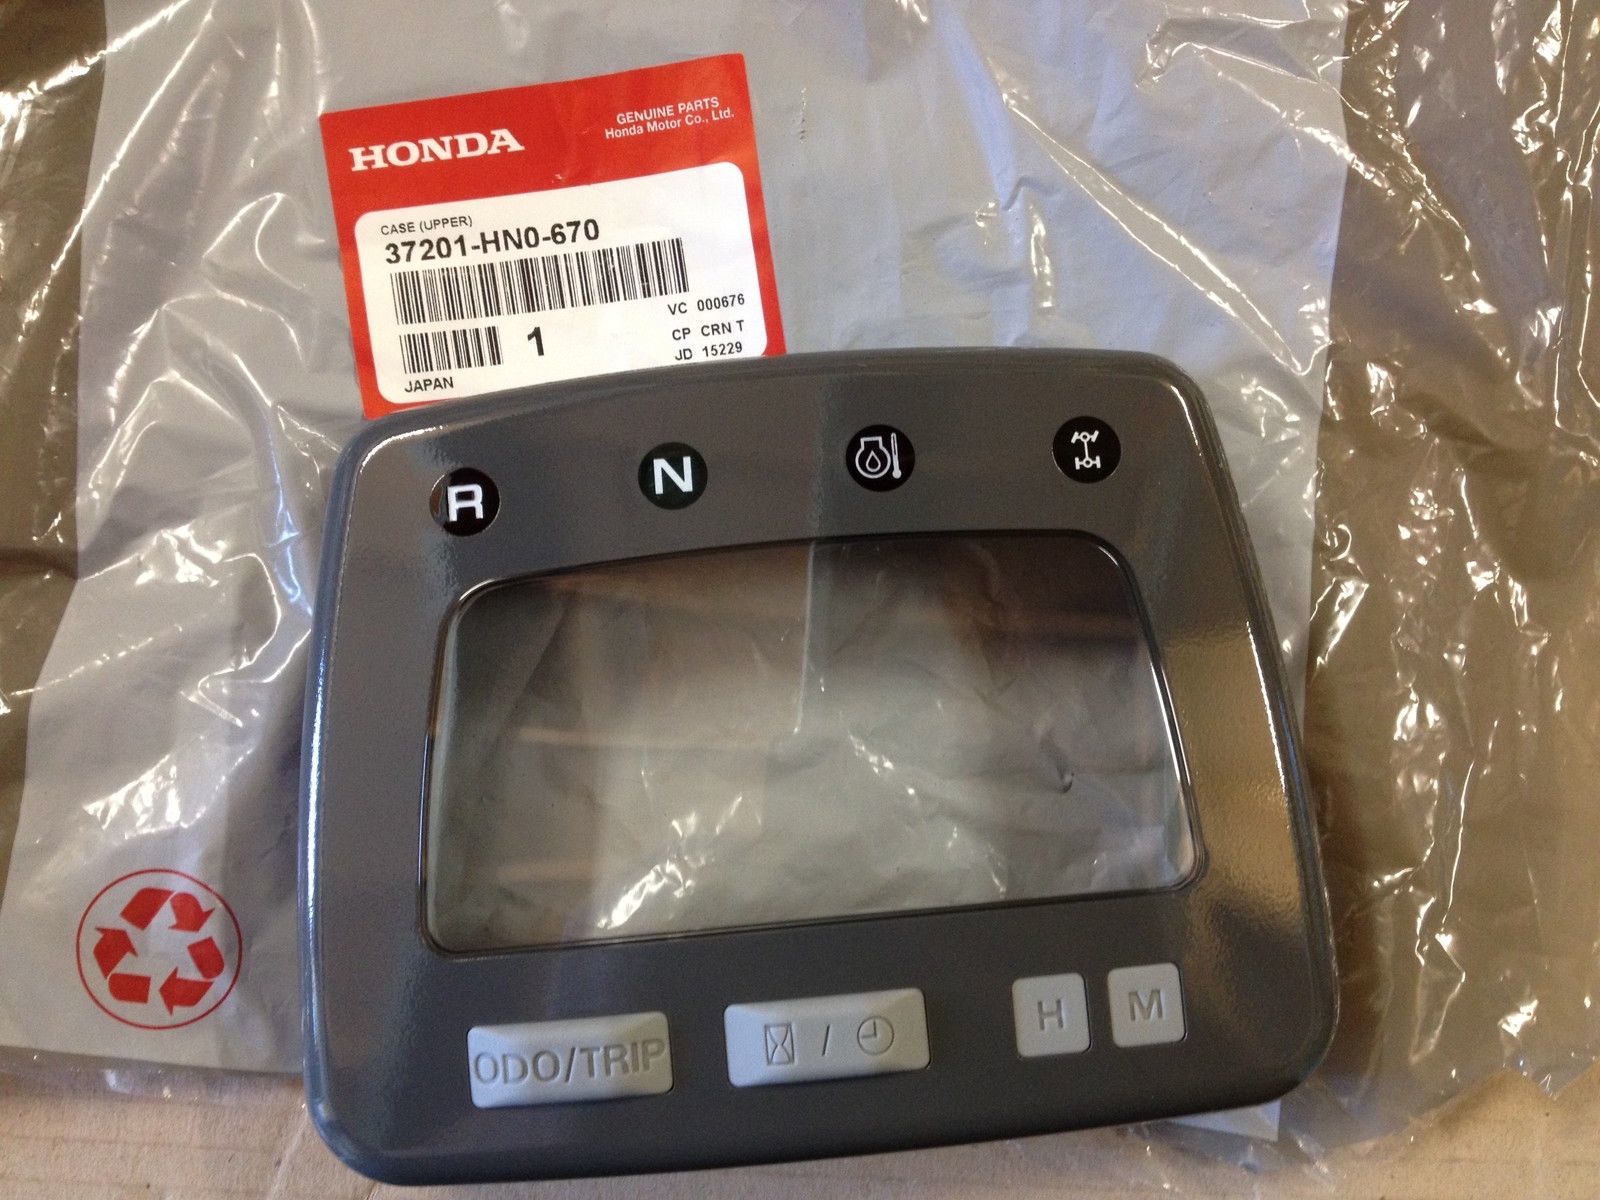 HONDA
GENUINE PARTS
Honda Motor Co., Ltd.
CASE (UPPER)
37201-HN0-670
VC 000676
1
CP CRN T
JD 15229
JAPAN
R
N
ODO/TRIP
/
H
M